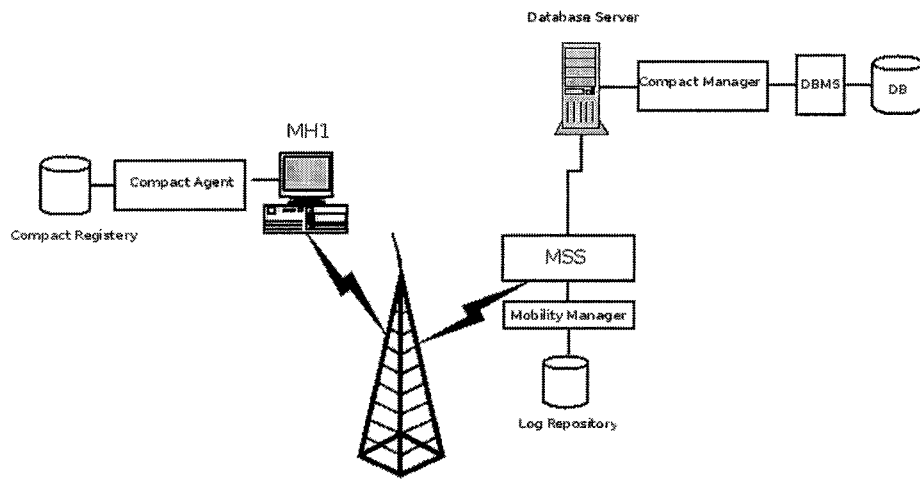 Database Server
Compact Manager
DBMS
DB
MH1
Compact Agent
Compact Registery
MSS
Mobility Manager
Log Repository